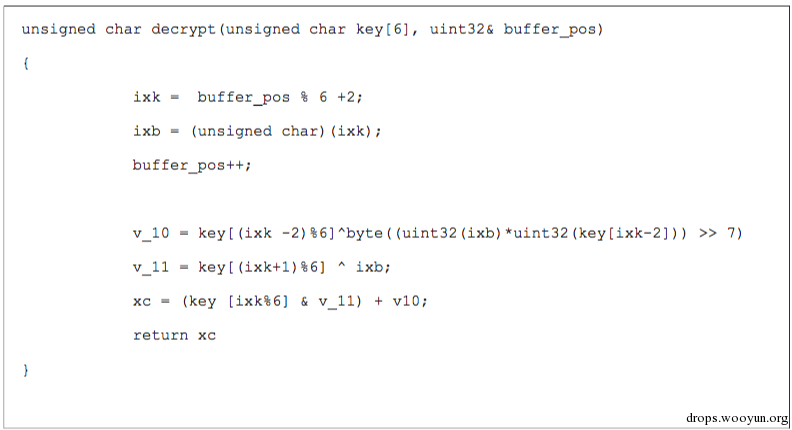 unsigned char decrypt(unsigned char key[6], uint32& buffer_pos)
{
ixk = buffer_pos % 6 +2;
ixb = (unsigned char)(ixk);
buffer_pos++;
v_10 = key[(ixk -2)%6]^byte((uint32(ixb)*uint32(key[ixk-2])) >> 7)
v_11 = key[(ixk+1)%6] ^ ixb;
xc = (key [ixk%6] & v_11) + v10;
return xc
}
drops.wooyun.org